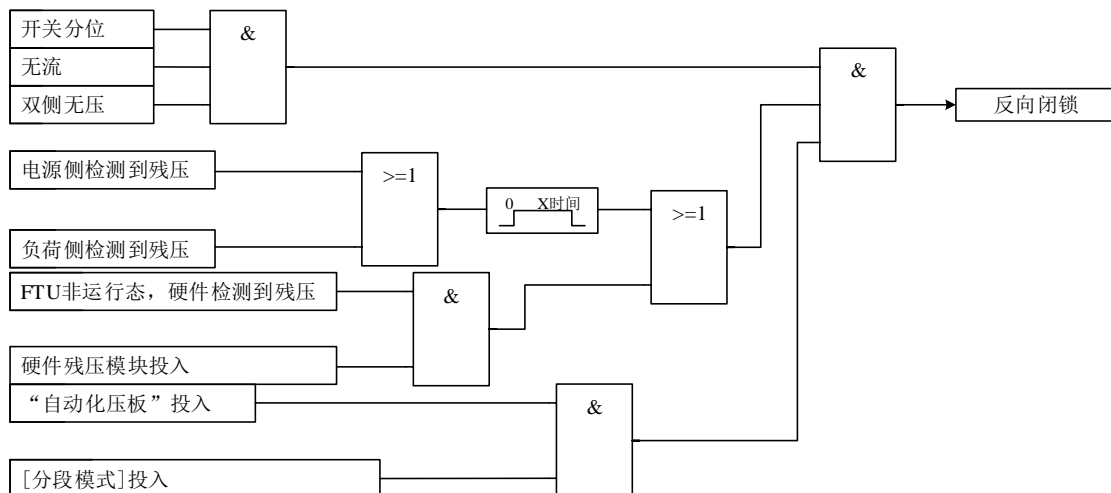 开关分位
&
无流
双侧无压
&
反向闭锁
电源侧检测到残压
>=1
0 X时间
>=1
负荷侧检测到残压
FTU非运行态，硬件检测到残压
&
硬件残压模块投入
“自动化压板”投入
&
[分段模式]投入